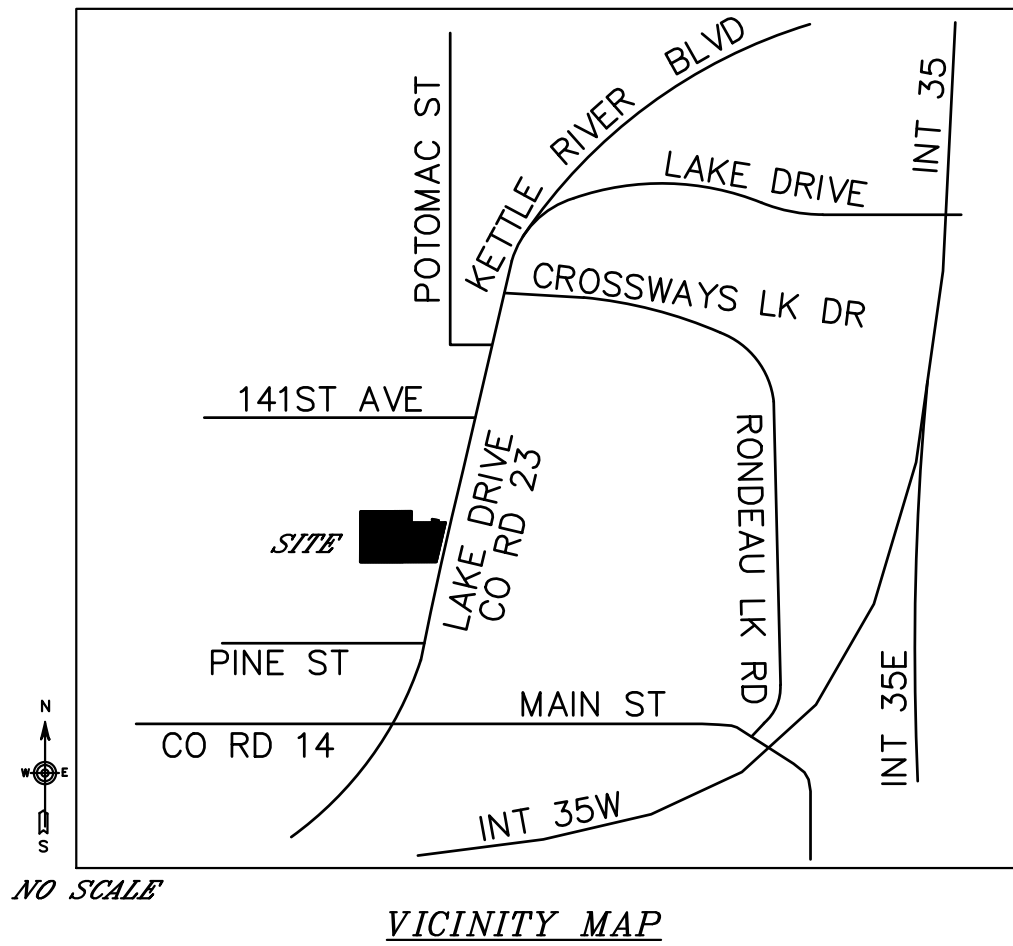 KETTLE RIVER BLVD
INT 35
POTOMAC ST
LAKE DRIVE
CROSSWAYS LK DR
141ST AVE
RONDEAU LK RD
LAKE DRIVE
CO RD 23
SITE
PINE ST
INT 35E
MAIN ST
CO RD 14
INT 35W
N
W E
S
NO SCALE
VICINITY MAP